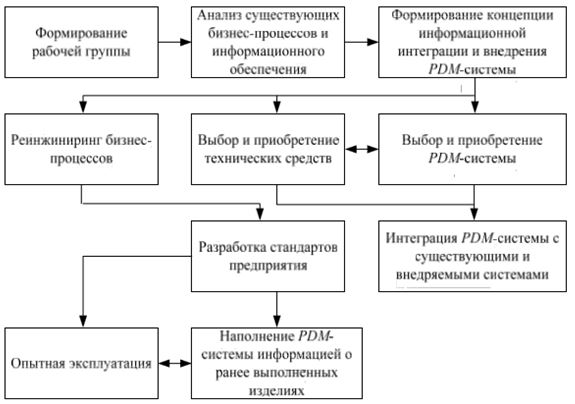 Формирование
рабочей группы
Анализ существующих
бизнес-процессов и
информационного
обеспечения
Формирование концепции
информационной
интеграции и внедрения
PDM-системы
Реинжиниринг бизнес-
процессов
Выбор и приобретение
технических средств
Выбор и приобретение
PDM-системы
Разработка стандартов
предприятия
Интеграция PDM-системы с
существующими и
внедряемыми системами
Опытная эксплуатация
Наполнение PDM-
системы информацией о
ранее выполненных
изделиях